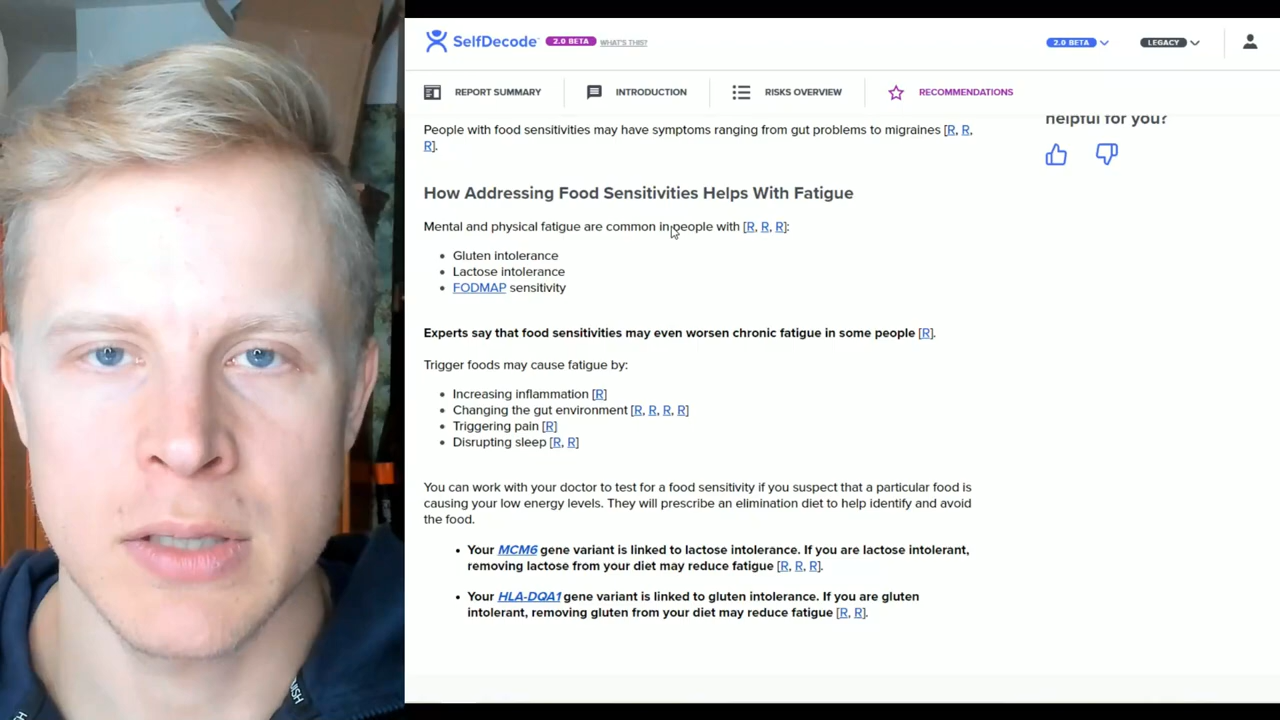 SelfDecode 2.0 BETA WHAT'S THIS? 2.0 BETA LEGACY
REPORT SUMMARY INTRODUCTION RISKS OVERVIEW RECOMMENDATIONS
helpful for you?
People with food sensitivities may have symptoms ranging from gut problems to migraines [R, R,
R].
How Addressing Food Sensitivities Helps With Fatigue
Mental and physical fatigue are common in people with [R, R, R]:
• Gluten intolerance
• Lactose intolerance
• FODMAP sensitivity
Experts say that food sensitivities may even worsen chronic fatigue in some people [R].
Trigger foods may cause fatigue by:
• Increasing inflammation [R]
• Changing the gut environment [R, R, R, R]
• Triggering pain [R]
• Disrupting sleep [R, R]
You can work with your doctor to test for a food sensitivity if you suspect that a particular food is
causing your low energy levels. They will prescribe an elimination diet to help identify and avoid
the food.
• Your MCM6 gene variant is linked to lactose intolerance. If you are lactose intolerant,
removing lactose from your diet may reduce fatigue [R, R, R].
• Your HLA-DQA1 gene variant is linked to gluten intolerance. If you are gluten
intolerant, removing gluten from your diet may reduce fatigue [R, R].